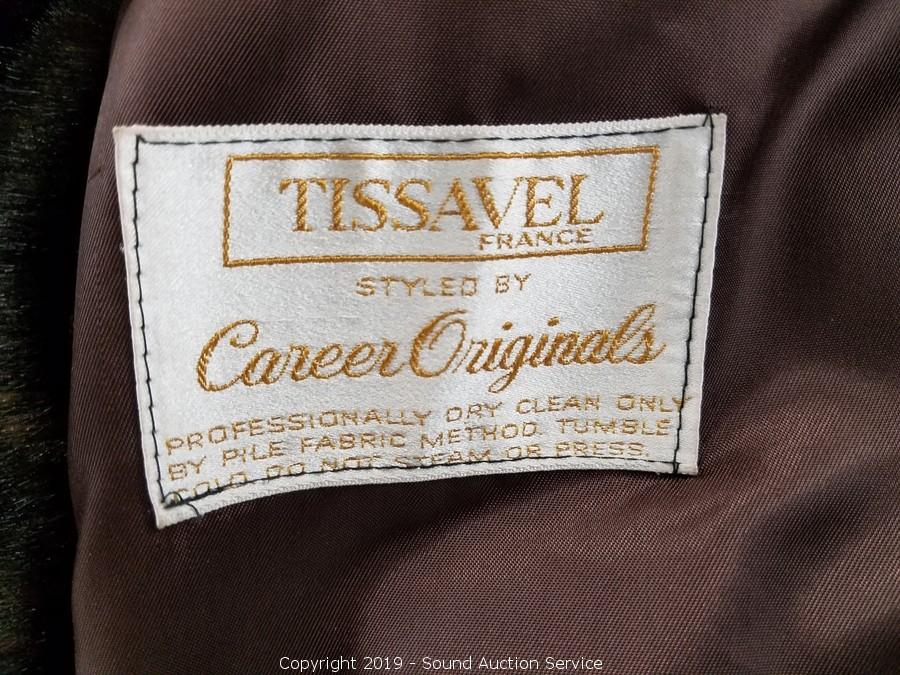 TISSAVEL
FRANCE
STYLED BY
Career Originals
PROFESSIONALLY DRY CLEAN ONLY
BY PILE FABRIC METHOD. TUMBLE
COLD. DO NOT STEAM OR PRESS.
Copyright 2019 - Sound Auction Service